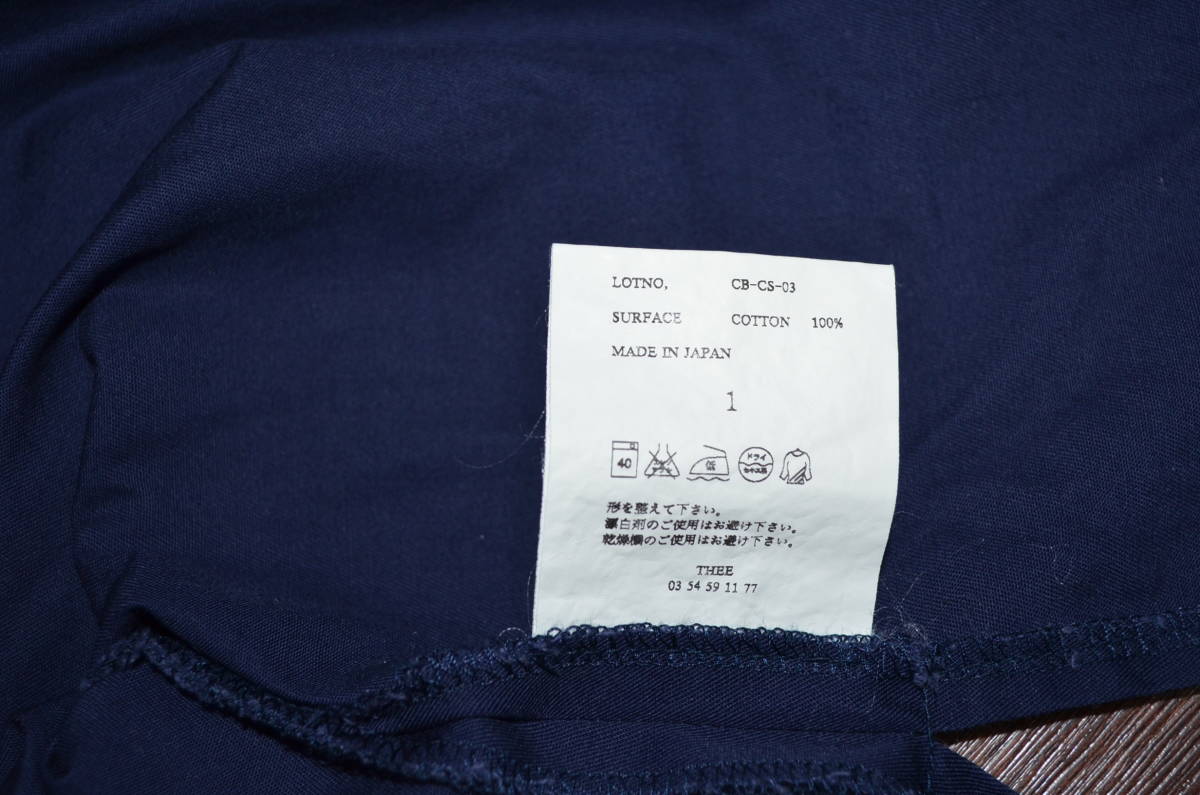 LOTNO, CB-CS-03
SURFACE COTTON 100%
MADE IN JAPAN
1
40 低 ドライ
形を整えて下さい。
漂白剤のご使用はお避け下さい。
乾燥機のご使用はお避け下さい。
THEE
03 54 59 11 77